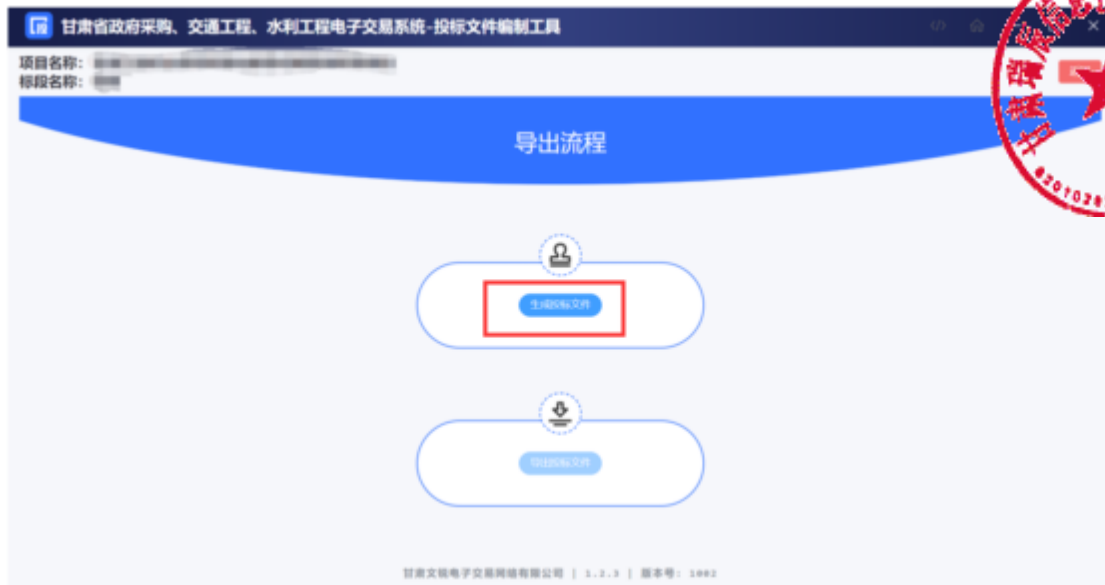 投 甘肃省政府采购、交通工程、水利工程电子交易系统-投标文件编制工具
项目名称：
标段名称：
导出流程
生成投标文件
导出投标文件
甘肃文锐电子交易网络有限公司 | 1.2.3 | 版本号: 1002